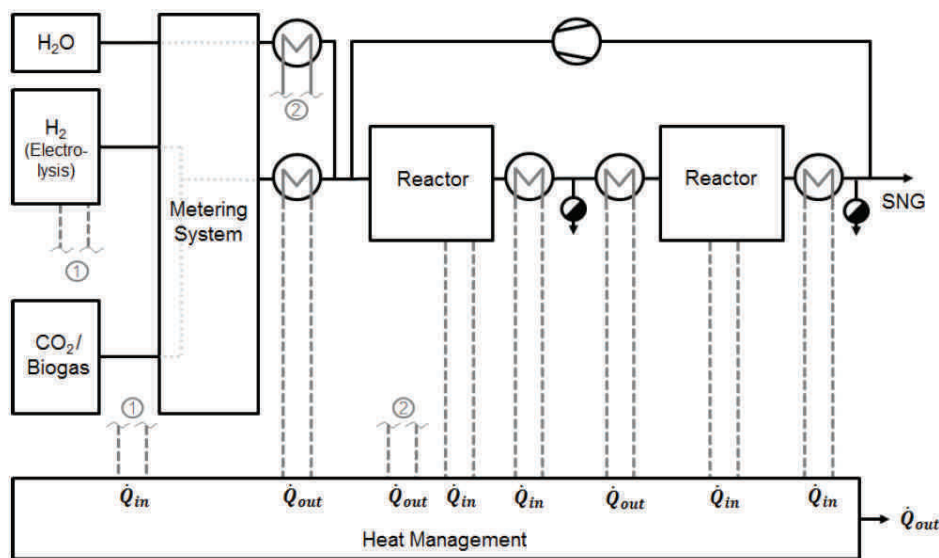 H₂O
②
H₂
(Electro-
lysis)
①
Metering
System
Reactor
Reactor
SNG
CO₂/
Biogas
①
②
Q̇in
Q̇out
Q̇out
Q̇in
Q̇in
Q̇out
Q̇in
Q̇in
Q̇out
Heat Management